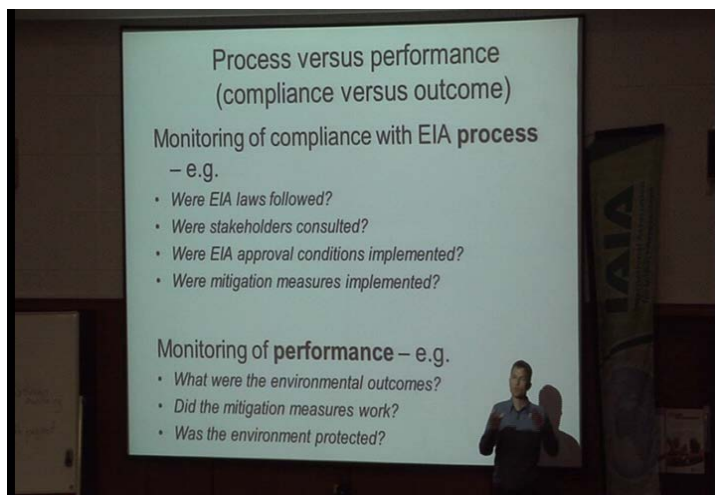 Process versus performance
(compliance versus outcome)
Monitoring of compliance with EIA process
– e.g.
• Were EIA laws followed?
• Were stakeholders consulted?
• Were EIA approval conditions implemented?
• Were mitigation measures implemented?
Monitoring of performance – e.g.
• What were the environmental outcomes?
• Did the mitigation measures work?
• Was the environment protected?
IAIA